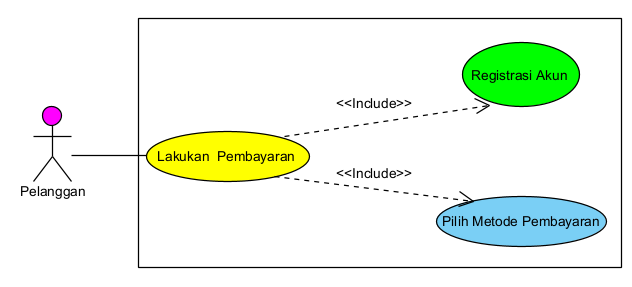 Registrasi Akun
<<Include>>
Lakukan Pembayaran
<<Include>>
Pelanggan
Pilih Metode Pembayaran